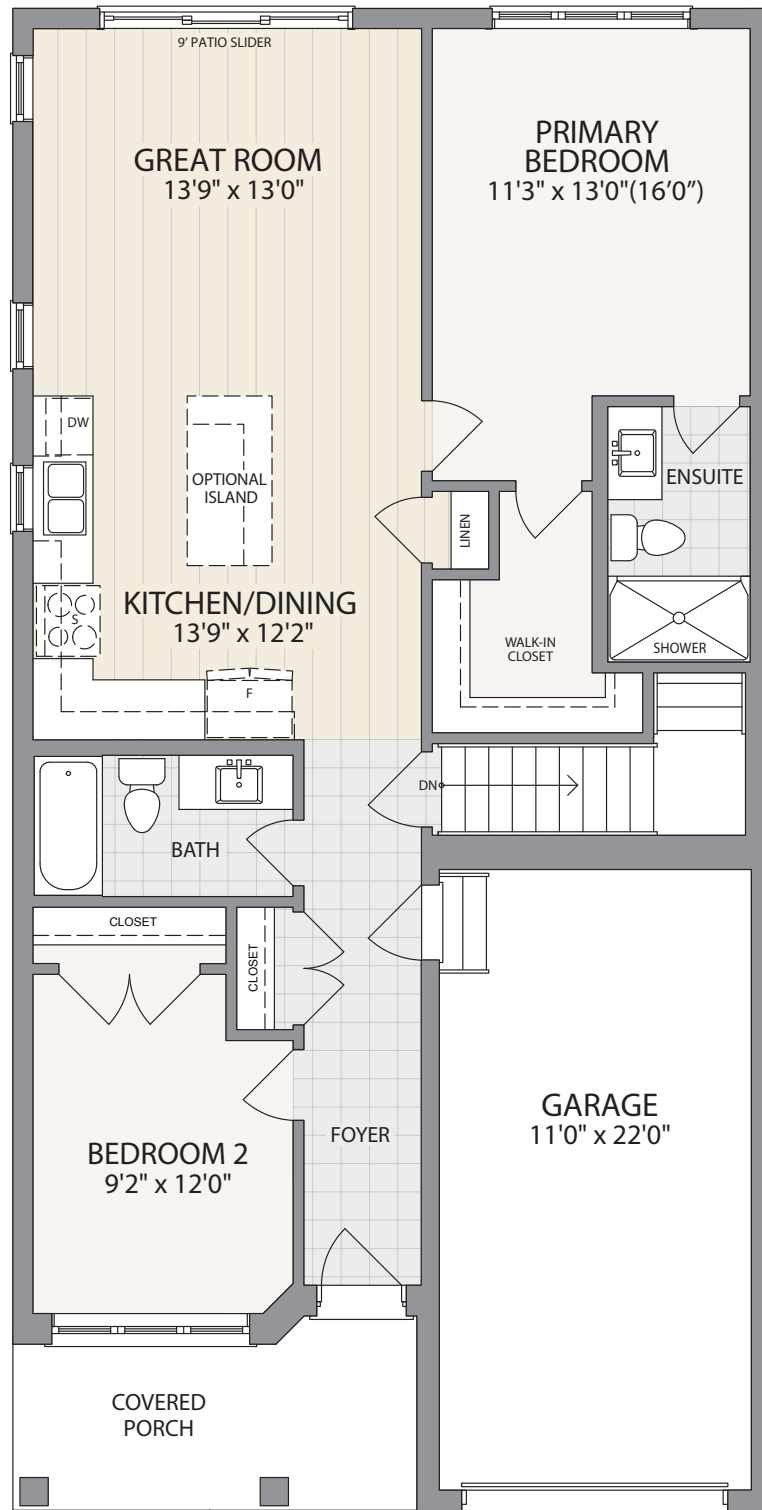 9' PATIO SLIDER
GREAT ROOM
13'9" x 13'0"
PRIMARY
BEDROOM
11'3" x 13'0"(16'0")
DW
OPTIONAL
ISLAND
ENSUITE
LINEN
S
KITCHEN/DINING
13'9" x 12'2"
WALK-IN
CLOSET
SHOWER
F
DN
BATH
CLOSET
CLOSET
BEDROOM 2
9'2" x 12'0"
FOYER
GARAGE
11'0" x 22'0"
COVERED
PORCH